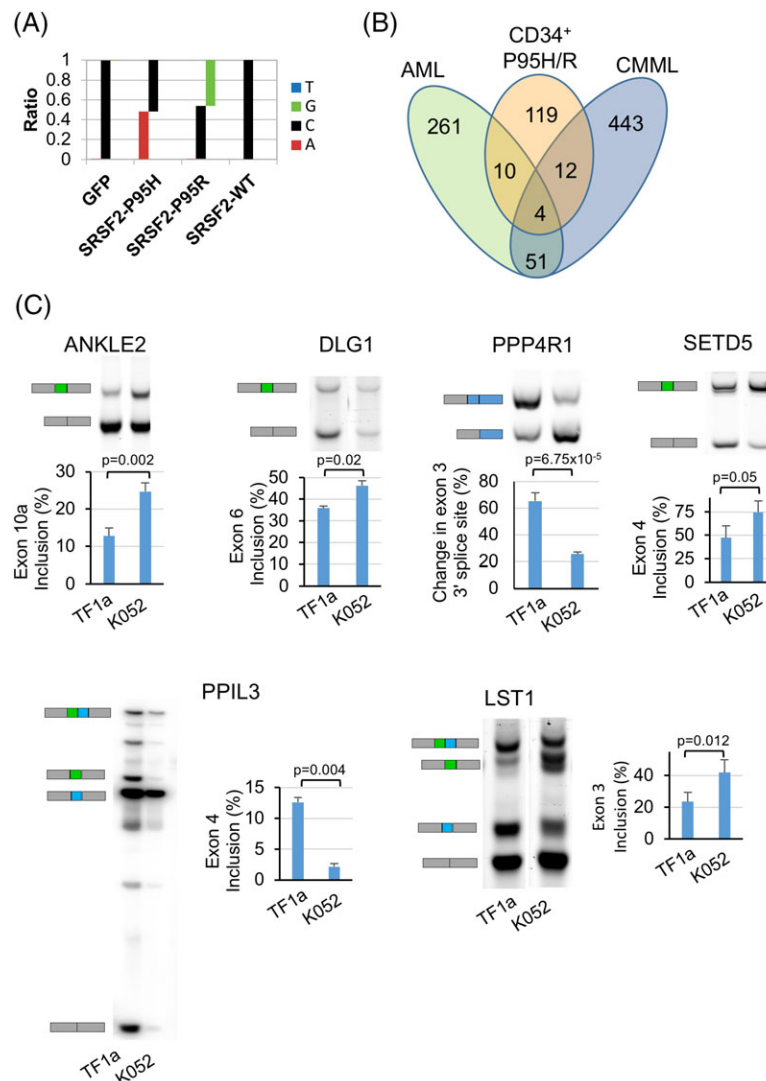 (A)
1
0.8
0.6
0.4
0.2
0
Ratio
T
G
C
A
GFP
SRSF2-P95H
SRSF2-P95R
SRSF2-WT
(B)
CD34+
P95H/R
AML
CMML
261
119
443
10
12
4
51
(C)
ANKLE2
p=0.002
30
20
10
0
Exon 10a
Inclusion (%)
TF1a
K052
DLG1
p=0.02
50
40
30
20
10
0
Exon 6
Inclusion (%)
TF1a
K052
PPP4R1
p=6.75x10-5
80
60
40
20
0
Change in exon 3
3' splice site (%)
TF1a
K052
SETD5
p=0.05
75
50
25
0
Exon 4
Inclusion (%)
TF1a
K052
PPIL3
TF1a
K052
p=0.004
15
10
5
0
Exon 4
Inclusion (%)
TF1a
K052
LST1
TF1a
K052
p=0.012
40
20
0
Exon 3
Inclusion (%)
TF1a
K052